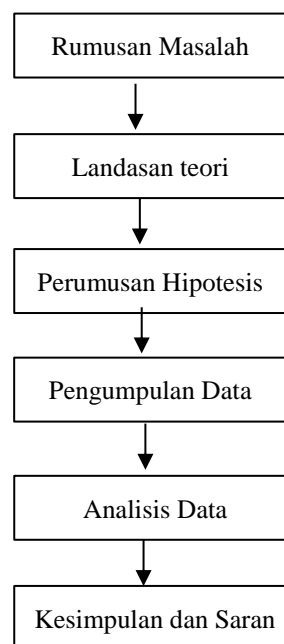 Rumusan Masalah
Landasan teori
Perumusan Hipotesis
Pengumpulan Data
Analisis Data
Kesimpulan dan Saran